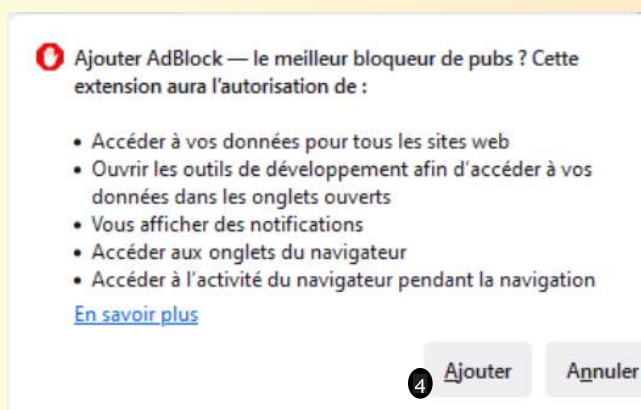 Ajouter AdBlock — le meilleur bloqueur de pubs ? Cette
extension aura l'autorisation de :
• Accéder à vos données pour tous les sites web
• Ouvrir les outils de développement afin d’accéder à vos
données dans les onglets ouverts
• Vous afficher des notifications
• Accéder aux onglets du navigateur
• Accéder à l’activité du navigateur pendant la navigation
En savoir plus
4 Ajouter Annuler